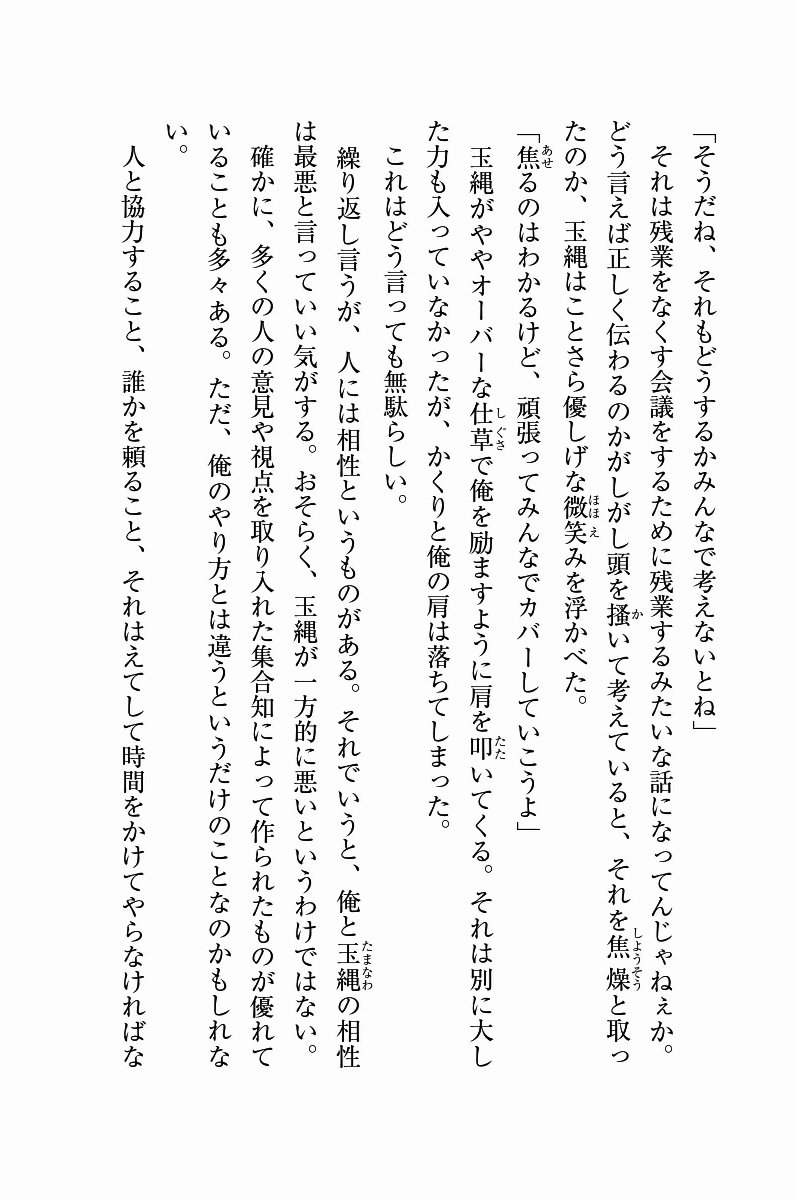 「そうだね、それもどうするかみんなで考えないとね」
それは残業をなくす会議をするために残業するみたいな話になってんじゃねぇか。
どう言えば正しく伝わるのかがしがし頭を掻いて考えていると、それを焦燥と取っ
たのか、玉縄はことさら優しげな微笑みを浮かべた。
「焦るのはわかるけど、頑張ってみんなでカバーしていこうよ」
玉縄がややオーバーな仕草で俺を励ますように肩を叩いてくる。それは別に大し
た力も入っていなかったが、かくりと俺の肩は落ちてしまった。
これはどう言っても無駄らしい。
繰り返し言うが、人には相性というものがある。それでいうと、俺と玉縄の相性
は最悪と言っていい気がする。おそらく、玉縄が一方的に悪いというわけではない。
確かに、多くの人の意見や視点を取り入れた集合知によって作られたものが優れて
いることも多々ある。ただ、俺のやり方とは違うというだけのことなのかもしれな
い。
人と協力すること、誰かを頼ること、それはえてして時間をかけてやらなければな